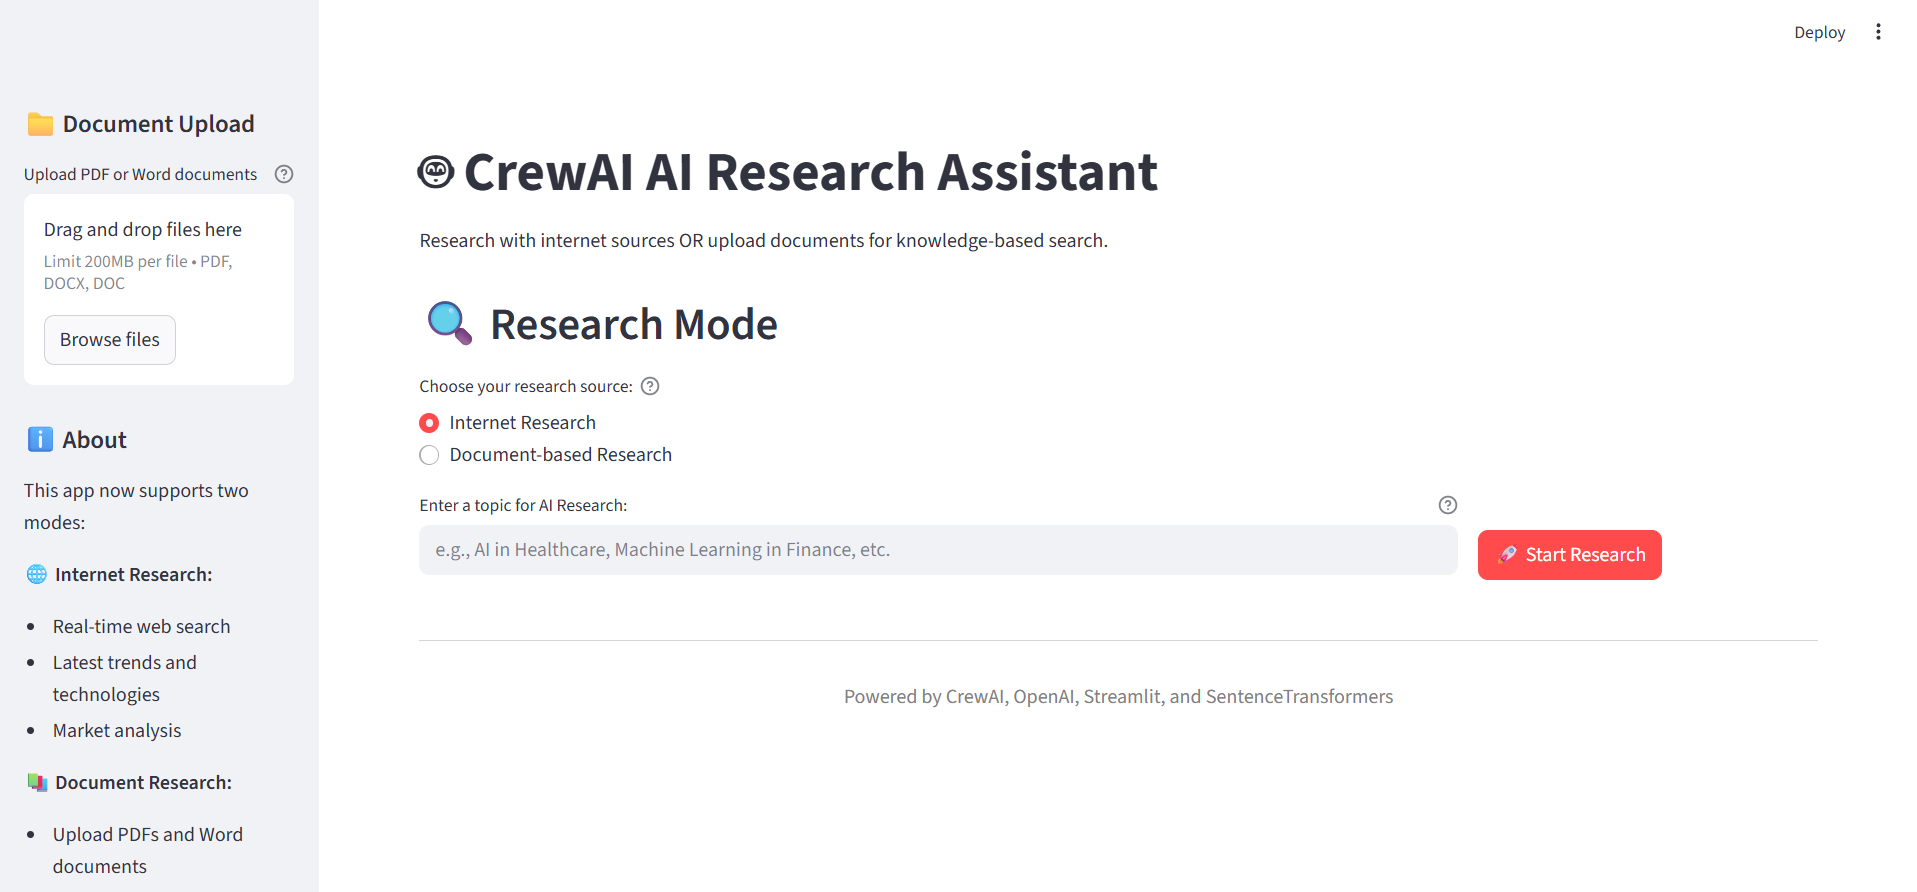 Deploy
Document Upload
Upload PDF or Word documents
Drag and drop files here
Limit 200MB per file • PDF,
DOCX, DOC
Browse files
About
This app now supports two
modes:
Internet Research:
Real-time web search
Latest trends and
technologies
Market analysis
Document Research:
Upload PDFs and Word
documents
CrewAI AI Research Assistant
Research with internet sources OR upload documents for knowledge-based search.
Research Mode
Choose your research source:
Internet Research
Document-based Research
Enter a topic for AI Research:
e.g., AI in Healthcare, Machine Learning in Finance, etc.
Start Research
Powered by CrewAI, OpenAI, Streamlit, and SentenceTransformers